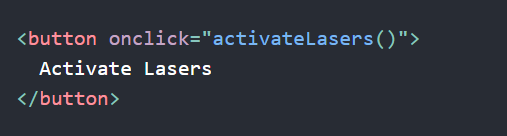 <button onclick="activateLasers()">
  Activate Lasers
</button>